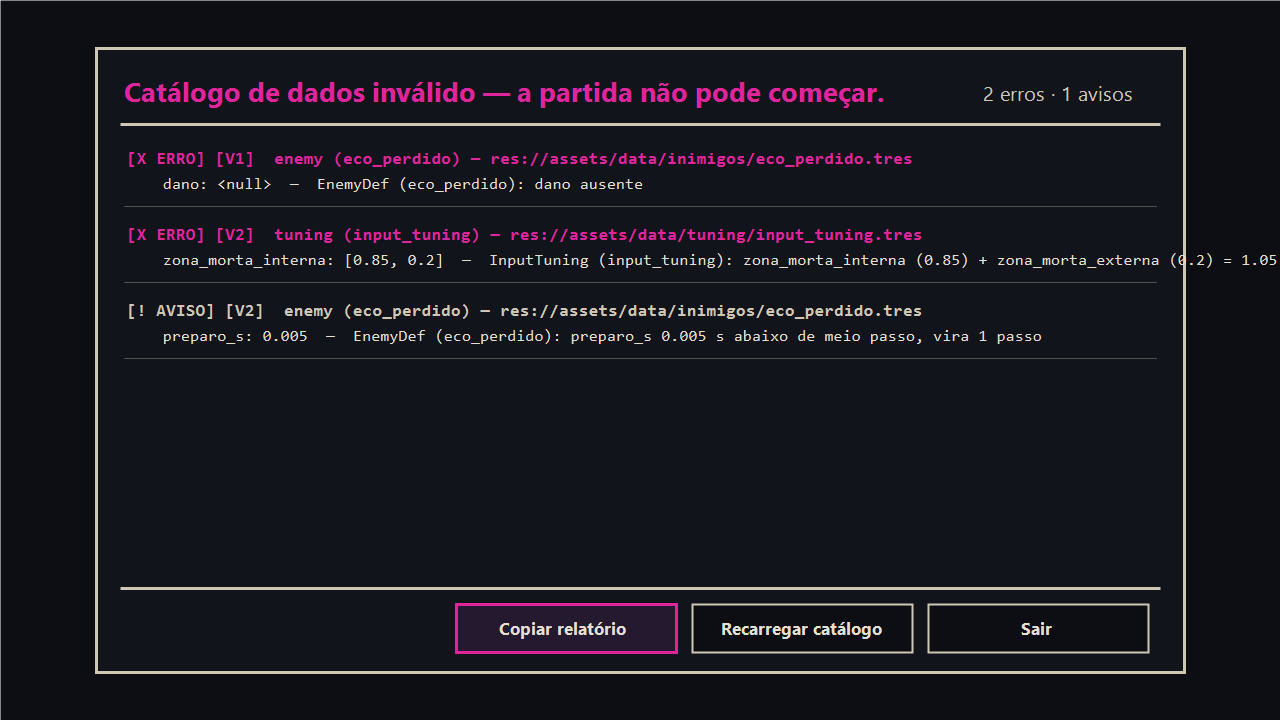 Catálogo de dados inválido — a partida não pode começar.
2 erros · 1 avisos
[X ERRO] [V1]  enemy (eco_perdido) — res://assets/data/inimigos/eco_perdido.tres
dano: <null>  —  EnemyDef (eco_perdido): dano ausente
[X ERRO] [V2]  tuning (input_tuning) — res://assets/data/tuning/input_tuning.tres
zona_morta_interna: [0.85, 0.2]  —  InputTuning (input_tuning): zona_morta_interna (0.85) + zona_morta_externa (0.2) = 1.05
[! AVISO] [V2]  enemy (eco_perdido) — res://assets/data/inimigos/eco_perdido.tres
preparo_s: 0.005  —  EnemyDef (eco_perdido): preparo_s 0.005 s abaixo de meio passo, vira 1 passo
Copiar relatório
Recarregar catálogo
Sair